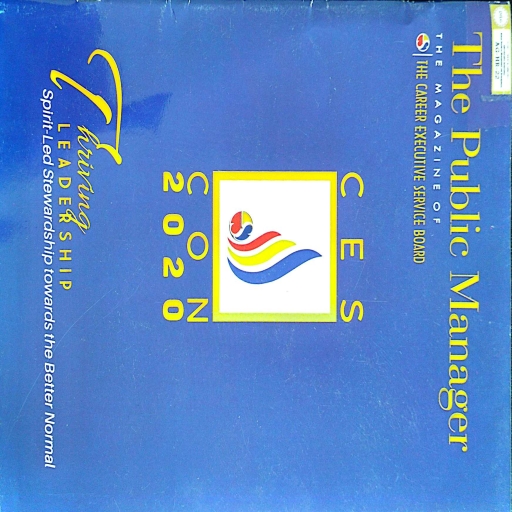 The Public Manager
THE MAGAZINE OF
THE CAREER EXECUTIVE SERVICE BOARD
CES
CON
2020
Thriving
LEADERSHIP
Spirit-Led Stewardship towards the Better Normal